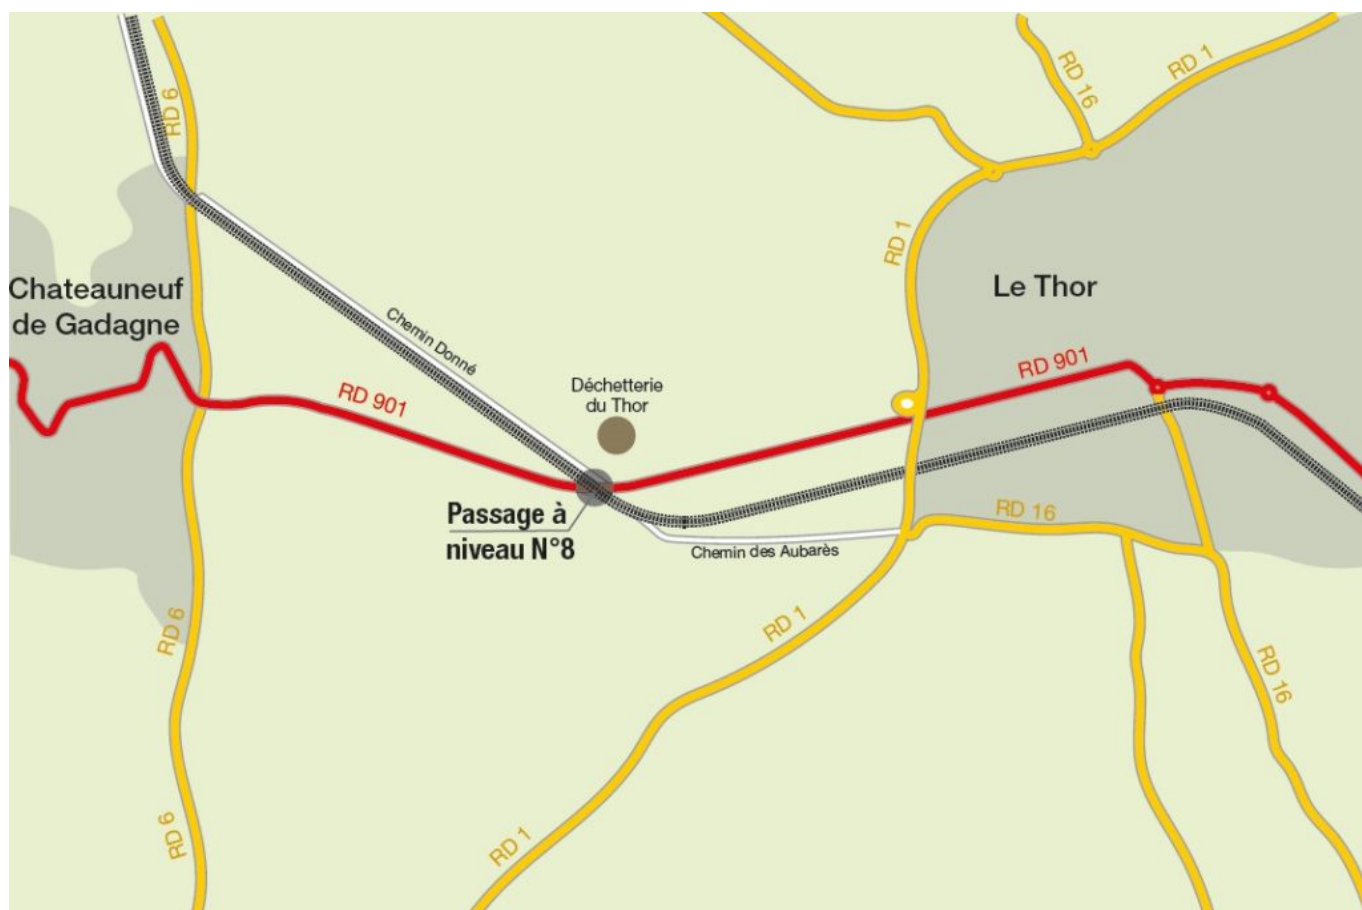 RD 6
RD 16
RD 1
RD 1
Chateauneuf
de Gadagne
Le Thor
Chemin Donné
RD 901
RD 901
Déchetterie
du Thor
Passage à
niveau N°8
RD 16
Chemin des Aubarès
RD 6
RD 1
RD 16
RD 6
RD 1